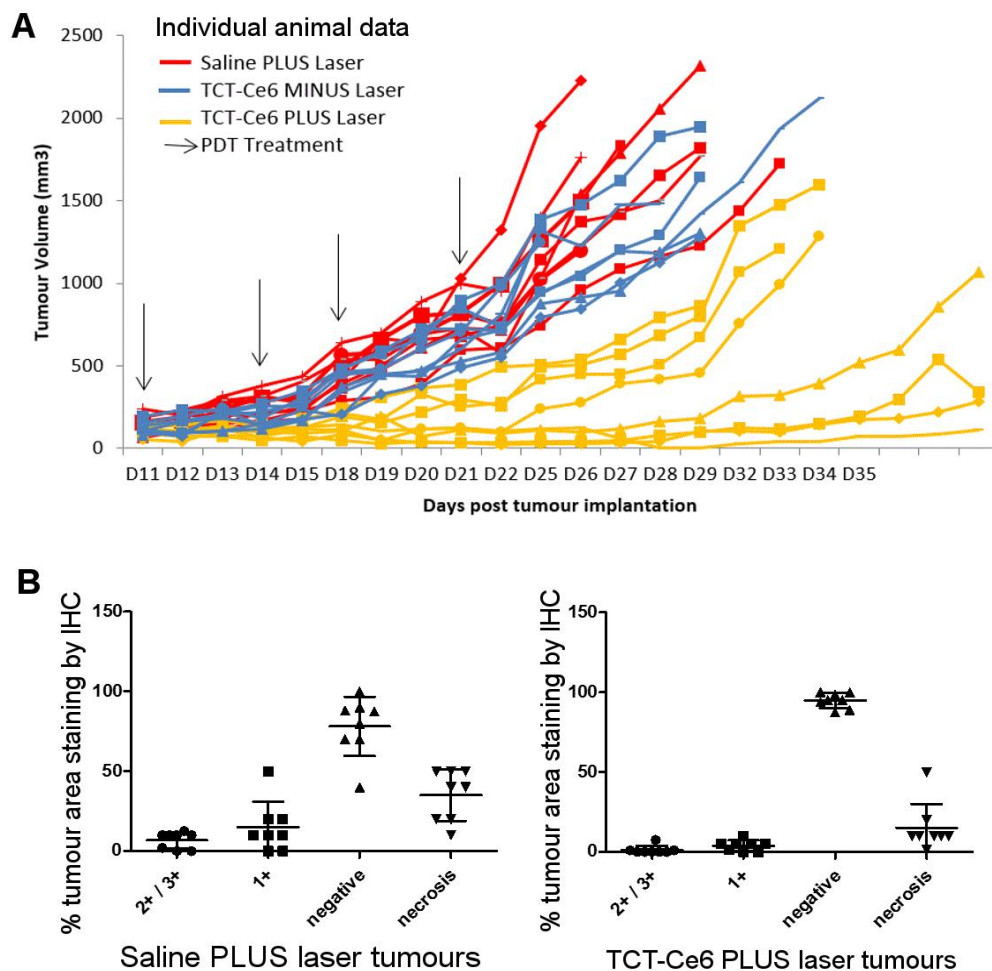 A
Individual animal data
Saline PLUS Laser
TCT-Ce6 MINUS Laser
TCT-Ce6 PLUS Laser
PDT Treatment
Tumour Volume (mm3)
2500
2000
1500
1000
500
0
D11 D12 D13 D14 D15 D18 D19 D20 D21 D22 D25 D26 D27 D28 D29 D32 D33 D34 D35
Days post tumour implantation
B
% tumour area staining by IHC
150
100
50
0
2+ / 3+
1+
negative
necrosis
Saline PLUS laser tumours
% tumour area staining by IHC
150
100
50
0
2+ / 3+
1+
negative
necrosis
TCT-Ce6 PLUS laser tumours